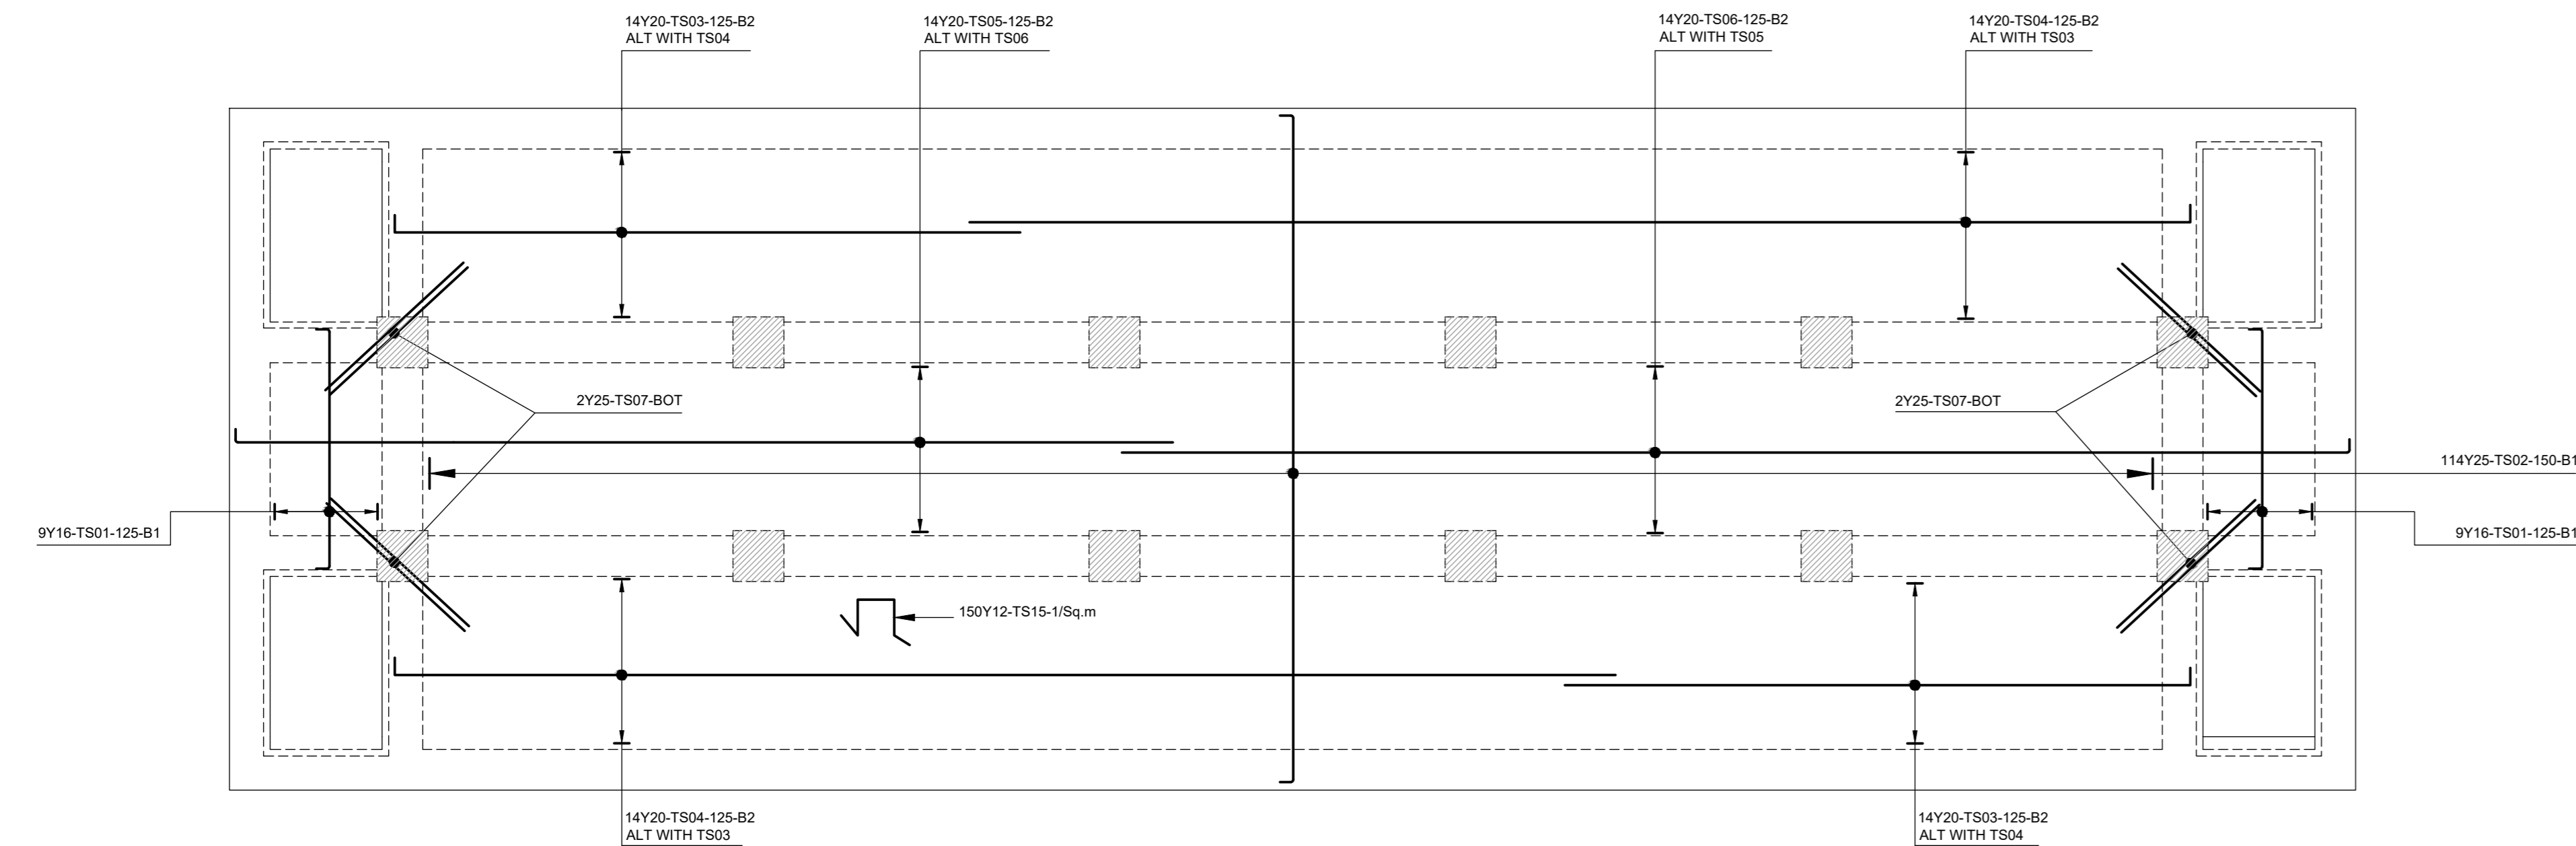 14Y20-TS03-125-B2
ALT WITH TS04
14Y20-TS05-125-B2
ALT WITH TS06
14Y20-TS06-125-B2
ALT WITH TS05
14Y20-TS04-125-B2
ALT WITH TS03
2Y25-TS07-BOT
2Y25-TS07-BOT
114Y25-TS02-150-B1
9Y16-TS01-125-B1
9Y16-TS01-125-B1
150Y12-TS15-1/Sq.m
14Y20-TS04-125-B2
ALT WITH TS03
14Y20-TS03-125-B2
ALT WITH TS04